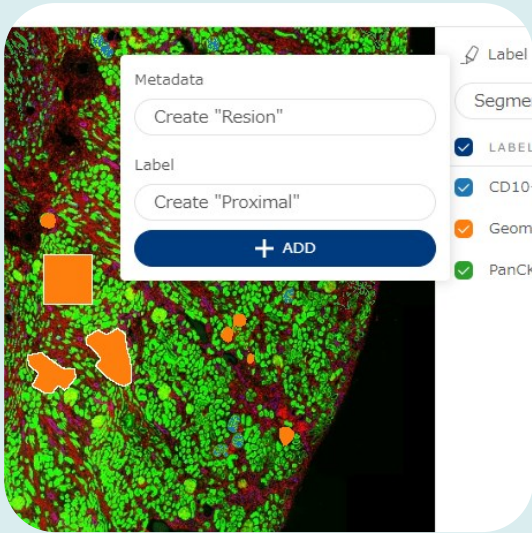 Label
Metadata
Create "Resion"
Segme
LABEL
Label
CD10
Create "Proximal"
Geom
+ ADD
PanCK